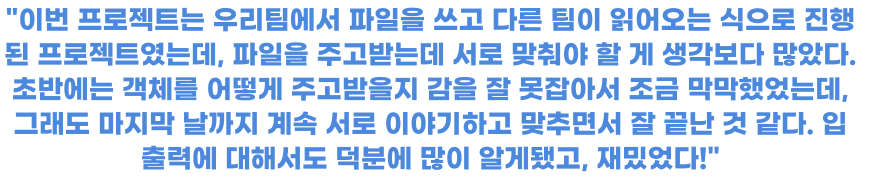 "이번 프로젝트는 우리팀에서 파일을 쓰고 다른 팀이 읽어오는 식으로 진행
된 프로젝트였는데, 파일을 주고받는데 서로 맞춰야 할 게 생각보다 많았다.
초반에는 객체를 어떻게 주고받을지 감을 잘 못잡아서 조금 막막했었는데,
그래도 마지막 날까지 계속 서로 이야기하고 맞추면서 잘 끝난 것 같다. 입
출력에 대해서도 덕분에 많이 알게됐고, 재밌었다!"